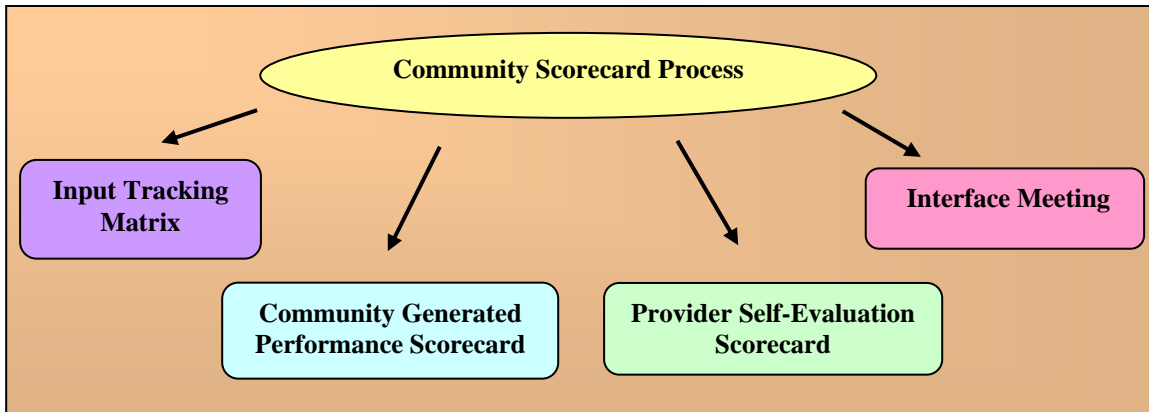 Community Scorecard Process
Input Tracking
Matrix
Interface Meeting
Community Generated
Performance Scorecard
Provider Self-Evaluation
Scorecard